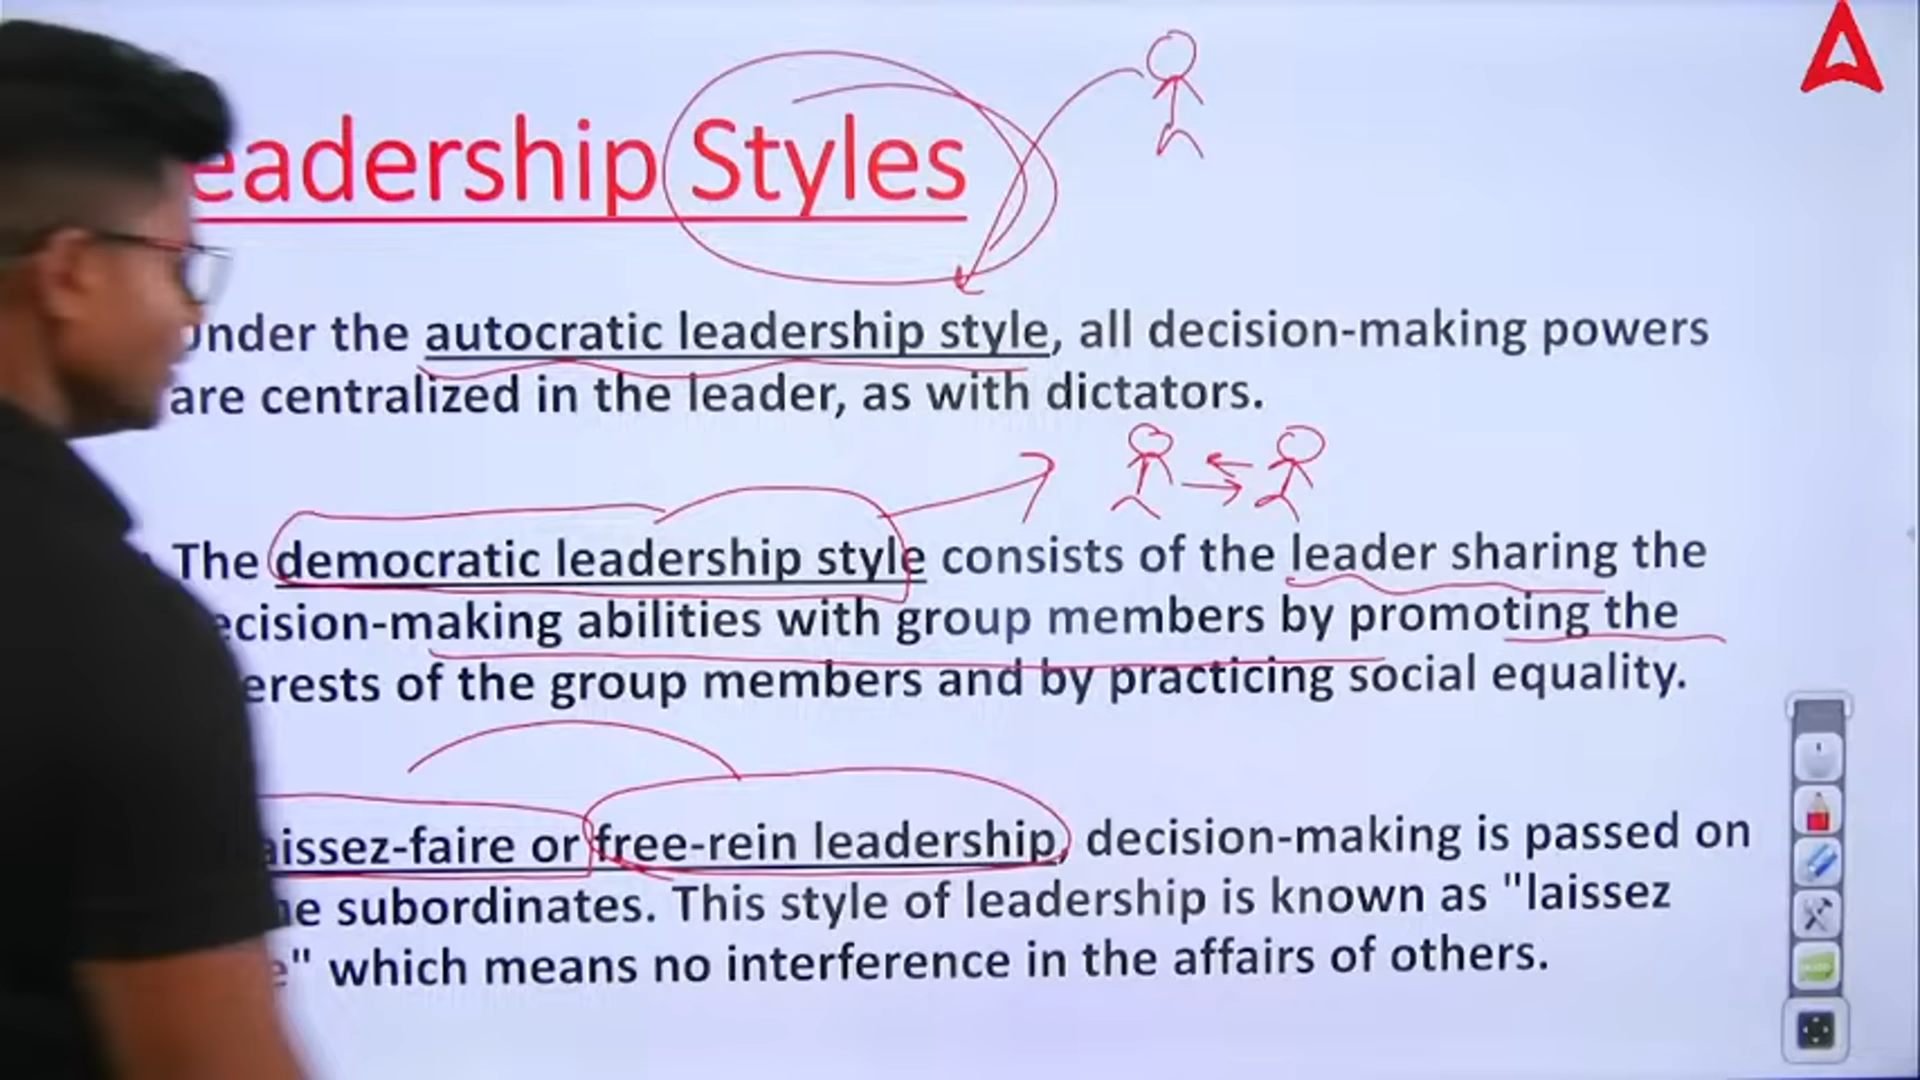 eadership Styles
Under the autocratic leadership style, all decision-making powers
are centralized in the leader, as with dictators.
The democratic leadership style consists of the leader sharing the
ecision-making abilities with group members by promoting the
erests of the group members and by practicing social equality.
aissez-faire or free-rein leadership, decision-making is passed on
he subordinates. This style of leadership is known as "laissez
e" which means no interference in the affairs of others.